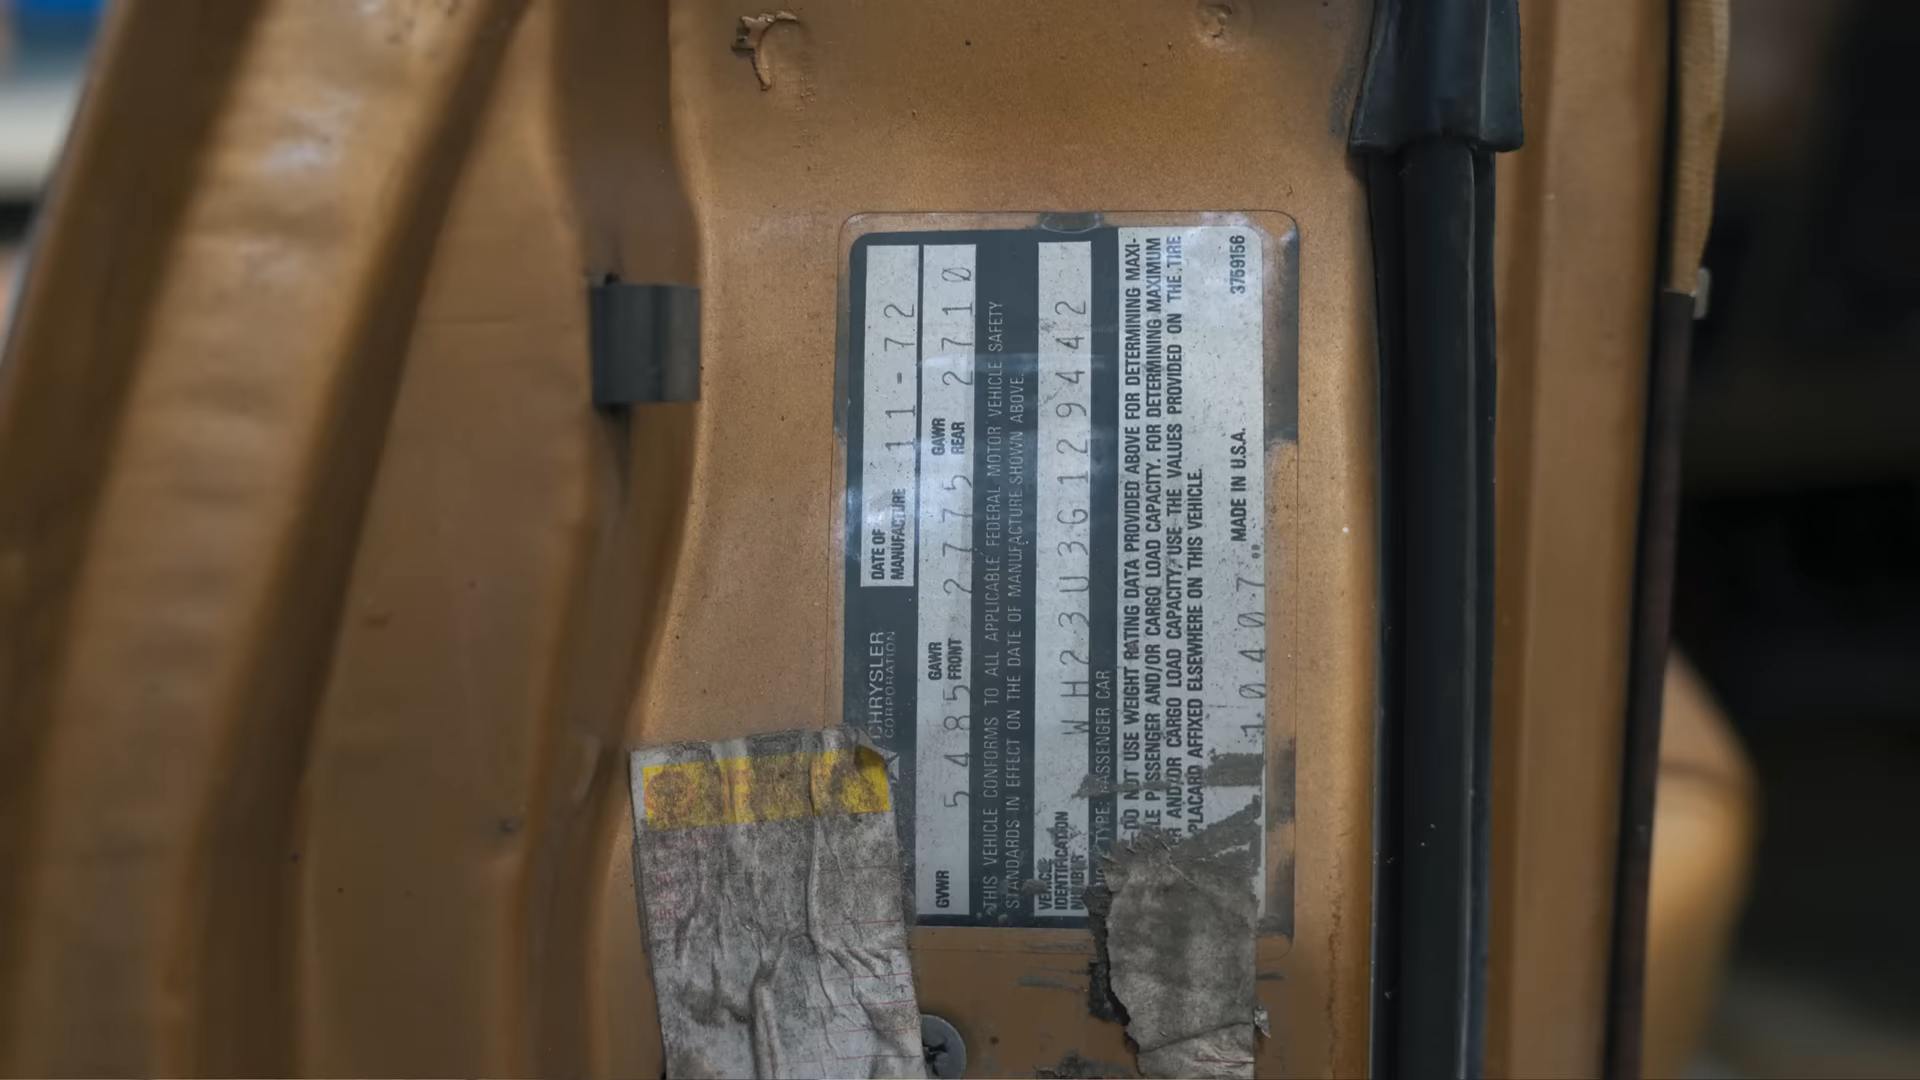 CHRYSLER
CORPORATION
DATE OF
MANUFACTURE
11-72
GVWR 5485 GAWR FRONT 2775 GAWR REAR 2710
THIS VEHICLE CONFORMS TO ALL APPLICABLE FEDERAL MOTOR VEHICLE SAFETY
STANDARDS IN EFFECT ON THE DATE OF MANUFACTURE SHOWN ABOVE.
VEHICLE
IDENTIFICATION
NUMBER
WH23U3G129442
TYPE: PASSENGER CAR
DO NOT USE WEIGHT RATING DATA PROVIDED ABOVE FOR DETERMINING MAXI-
PASSENGER AND/OR CARGO LOAD CAPACITY. FOR DETERMINING MAXIMUM
AND/OR CARGO LOAD CAPACITY, USE THE VALUES PROVIDED ON THE TIRE
PLACARD AFFIXED ELSEWHERE ON THIS VEHICLE.
MADE IN U.S.A. 3759156
10407